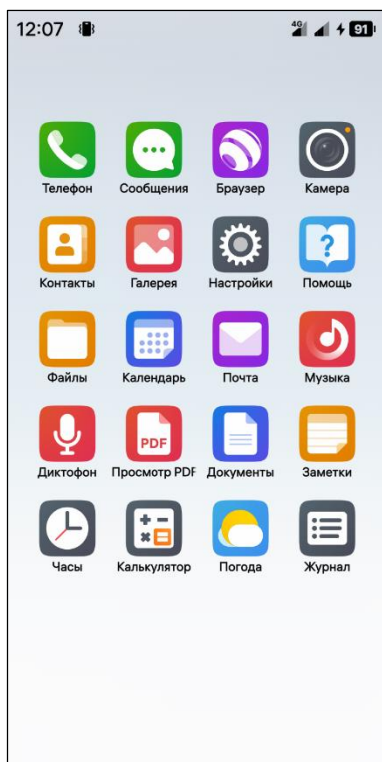 12:07 4G 91
Телефон Сообщения Браузер Камера
Контакты Галерея Настройки ? Помощь
Файлы Календарь Почта Музыка
PDF
Диктофон Просмотр PDF Документы Заметки
Часы Калькулятор Погода Журнал